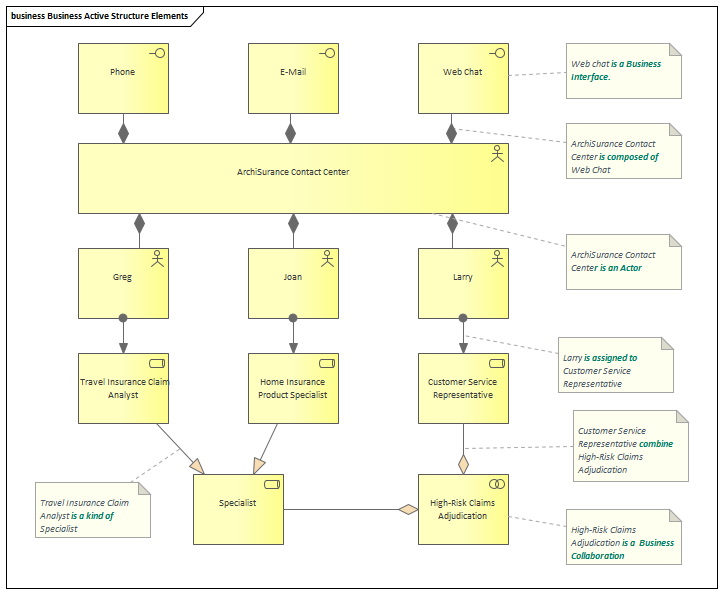 business Business Active Structure Elements
Phone
E-Mail
Web Chat
Web chat is a Business
Interface.
ArchiSurance Contact
Center is composed of
Web Chat
ArchiSurance Contact Center
ArchiSurance Contact
Center is an Actor
Greg
Joan
Larry
Larry is assigned to
Customer Service
Representative
Travel Insurance Claim
Analyst
Home Insurance
Product Specialist
Customer Service
Representative
Customer Service
Representative combine
High-Risk Claims
Adjudication
Travel Insurance Claim
Analyst is a kind of
Specialist
Specialist
High-Risk Claims
Adjudication
High-Risk Claims
Adjudication is a Business
Collaboration